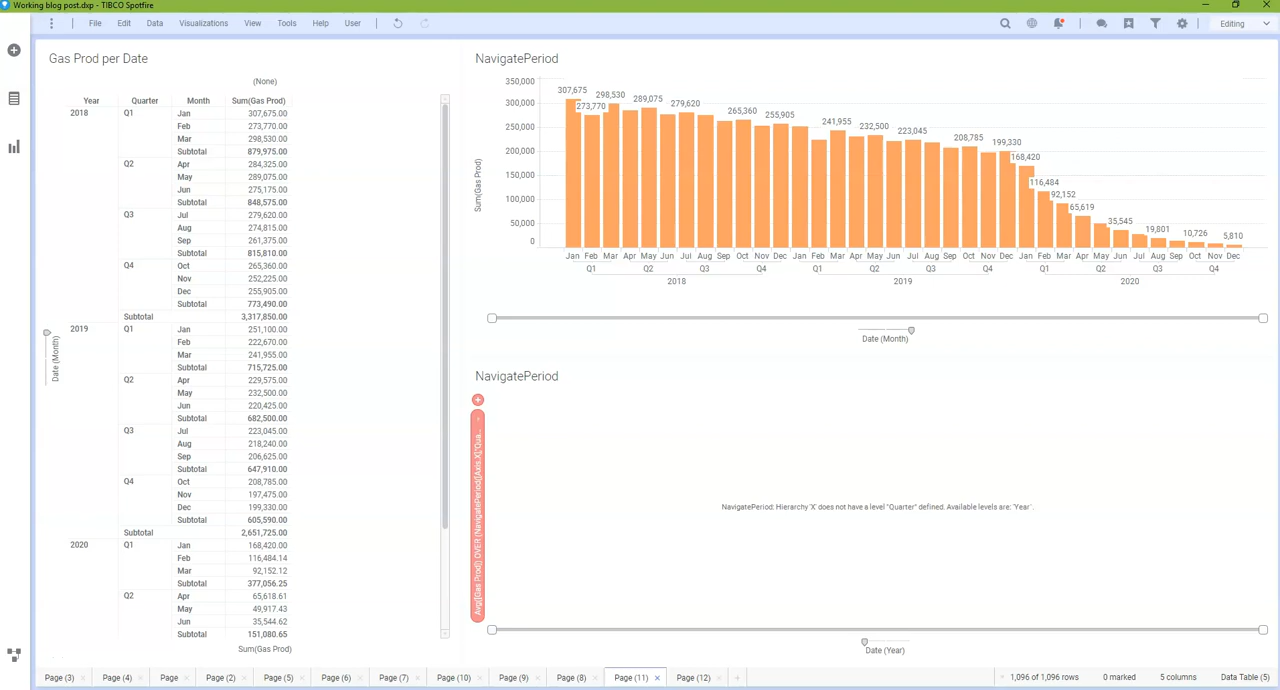 Working blog post.dxp - TIBCO Spotfire
File Edit Data Visualizations View Tools Help User Editing
Gas Prod per Date
(None)
Year Quarter Month Sum(Gas Prod)
2018 Q1 Jan 307,675.00
Feb 273,770.00
Mar 298,530.00
Subtotal 879,975.00
Q2 Apr 284,325.00
May 289,075.00
Jun 275,175.00
Subtotal 848,575.00
Q3 Jul 279,620.00
Aug 274,815.00
Sep 261,375.00
Subtotal 815,810.00
Q4 Oct 265,360.00
Nov 252,225.00
Dec 255,905.00
Subtotal 773,490.00
Subtotal 3,317,850.00
2019 Q1 Jan 251,100.00
Feb 222,670.00
Mar 241,955.00
Subtotal 715,725.00
Q2 Apr 229,575.00
May 232,500.00
Jun 220,425.00
Subtotal 682,500.00
Q3 Jul 223,045.00
Aug 218,240.00
Sep 206,625.00
Subtotal 647,910.00
Q4 Oct 208,785.00
Nov 197,475.00
Dec 199,330.00
Subtotal 605,590.00
Subtotal 2,651,725.00
2020 Q1 Jan 168,420.00
Feb 116,484.14
Mar 92,152.12
Subtotal 377,056.25
Q2 Apr 65,618.61
May 49,917.43
Jun 35,544.62
Subtotal 151,080.65
Sum(Gas Prod)
Date (Month)
NavigatePeriod
350,000
300,000
250,000
200,000
150,000
100,000
50,000
0
Sum(Gas Prod)
307,675 273,770 298,530 289,075 279,620 265,360 255,905 241,955 232,500 223,045 208,785 199,330 168,420 116,484 92,152 65,619 35,545 19,801 10,726 5,810
Jan Feb Mar Apr May Jun Jul Aug Sep Oct Nov Dec Jan Feb Mar Apr May Jun Jul Aug Sep Oct Nov Dec Jan Feb Mar Apr May Jun Jul Aug Sep Oct Nov Dec
Q1 Q2 Q3 Q4 Q1 Q2 Q3 Q4 Q1 Q2 Q3 Q4
2018 2019 2020
Date (Month)
NavigatePeriod
Avg([Gas Prod]) OVER (NavigatePeriod([Axis.X],"Qua...
NavigatePeriod: Hierarchy 'X' does not have a level "Quarter" defined. Available levels are: 'Year'.
Date (Year)
Page (3) Page (4) Page Page (2) Page (5) Page (6) Page (7) Page (10) Page (9) Page (8) Page (11) Page (12)
1,096 of 1,096 rows 0 marked 5 columns Data Table (5)